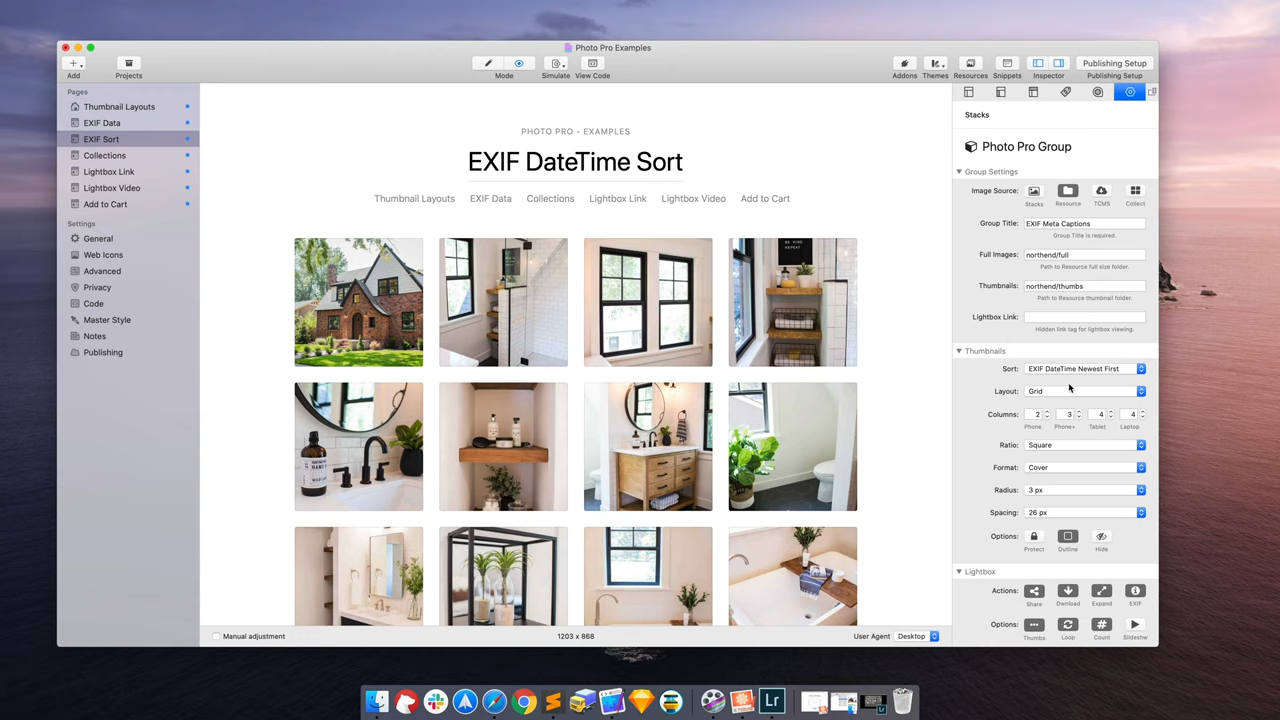 Photo Pro Examples
Add
Projects
Mode
Simulate
View Code
Addons
Themes
Resources
Snippets
Inspector
Publishing Setup
Publishing Setup
Pages
Thumbnail Layouts
EXIF Data
EXIF Sort
Collections
Lightbox Link
Lightbox Video
Add to Cart
Settings
General
Web Icons
Advanced
Privacy
Code
Master Style
Notes
Publishing
PHOTO PRO - EXAMPLES
EXIF DateTime Sort
Thumbnail Layouts EXIF Data Collections Lightbox Link Lightbox Video Add to Cart
BE KIND
REPEAT
Manual adjustment
1203 x 868
User Agent Desktop
Stacks
Photo Pro Group
Group Settings
Image Source:
Stacks Resource TCMS Collect
Group Title: EXIF Meta Captions
Group Title is required.
Full Images: northend/full
Path to Resource full size folder.
Thumbnails: northend/thumbs
Path to Resource thumbnail folder.
Lightbox Link:
Hidden link tag for lightbox viewing.
Thumbnails
Sort: EXIF DateTime Newest First
Layout: Grid
Columns: 2 3 4 4
Phone Phone+ Tablet Laptop
Ratio: Square
Format: Cover
Radius: 3 px
Spacing: 26 px
Options:
Protect Outline Hide
Lightbox
Actions:
Share Dwnload Expand EXIF
Options:
Thumbs Loop Count Slideshw
Lr